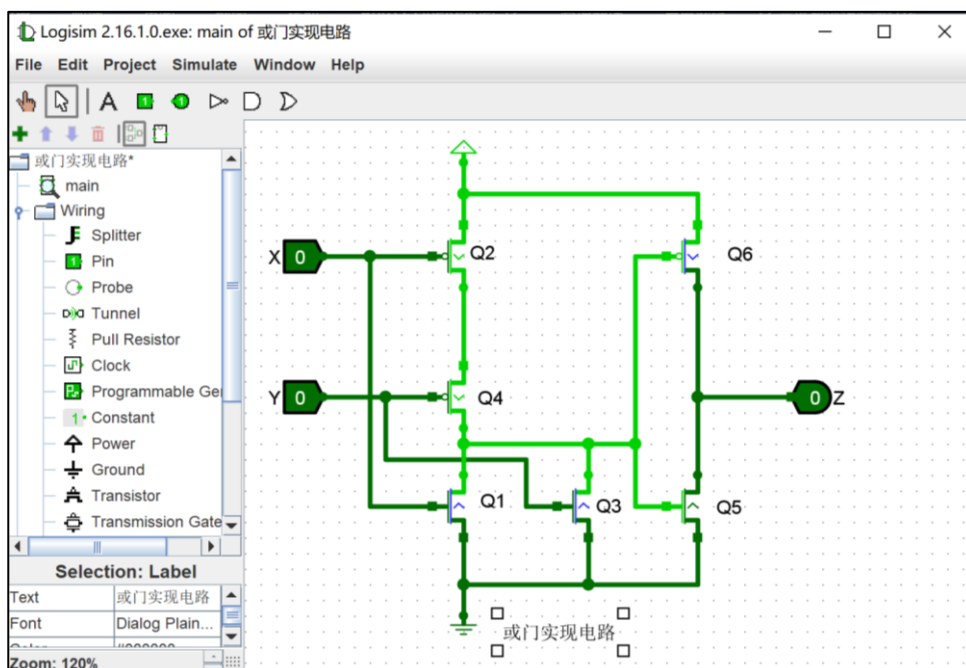 Logisim 2.16.1.0.exe: main of 或门实现电路
File Edit Project Simulate Window Help
A 1 1
或门实现电路*
main
Wiring
Splitter
1 Pin
Probe
Tunnel
Pull Resistor
Clock
Programmable Ge
1 Constant
Power
Ground
Transistor
Transmission Gate
Selection: Label
Text 或门实现电路
Font Dialog Plain...
Zoom: 120%
X 0 Q2 Q6
Y 0 Q4 0 Z
Q1 Q3 Q5
或门实现电路